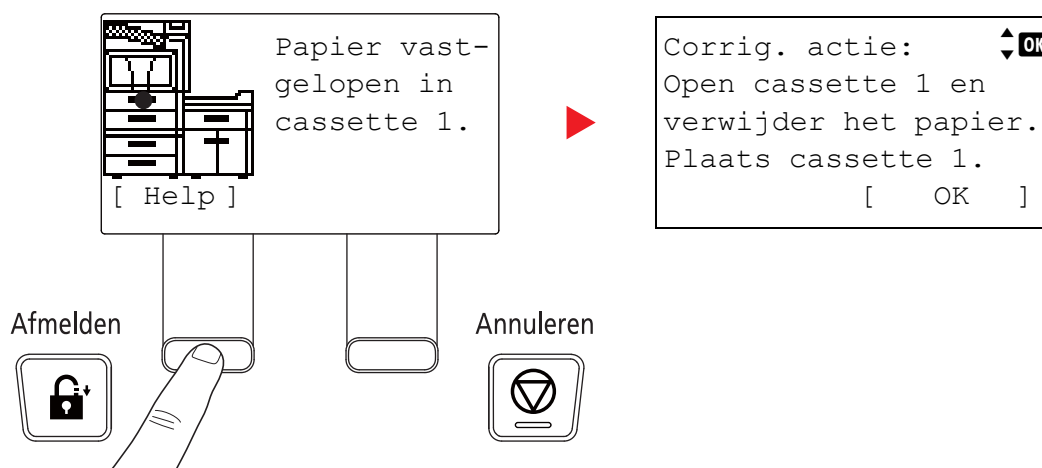 Papier vast-
gelopen in
cassette 1.
[ Help ]
Corrig. actie: OK
Open cassette 1 en
verwijder het papier.
Plaats cassette 1.
[ OK ]
Afmelden
Annuleren